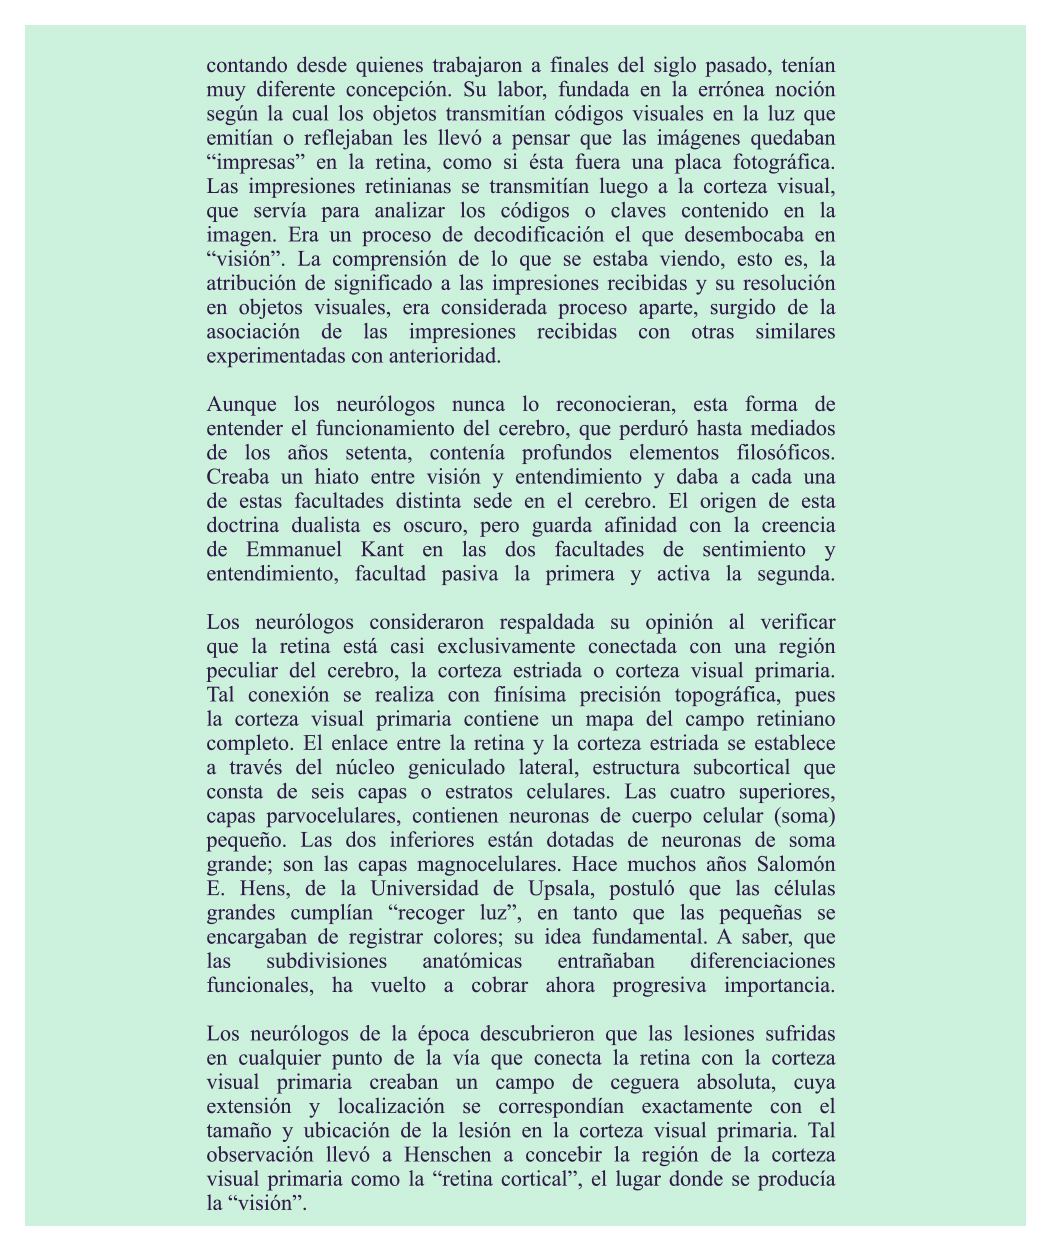 contando desde quienes trabajaron a finales del siglo pasado, tenían
muy diferente concepción. Su labor, fundada en la errónea noción
según la cual los objetos transmitían códigos visuales en la luz que
emitían o reflejaban les llevó a pensar que las imágenes quedaban
“impresas” en la retina, como si ésta fuera una placa fotográfica.
Las impresiones retinianas se transmitían luego a la corteza visual,
que servía para analizar los códigos o claves contenido en la
imagen. Era un proceso de decodificación el que desembocaba en
“visión”. La comprensión de lo que se estaba viendo, esto es, la
atribución de significado a las impresiones recibidas y su resolución
en objetos visuales, era considerada proceso aparte, surgido de la
asociación de las impresiones recibidas con otras similares
experimentadas con anterioridad.
Aunque los neurólogos nunca lo reconocieran, esta forma de
entender el funcionamiento del cerebro, que perduró hasta mediados
de los años setenta, contenía profundos elementos filosóficos.
Creaba un hiato entre visión y entendimiento y daba a cada una
de estas facultades distinta sede en el cerebro. El origen de esta
doctrina dualista es oscuro, pero guarda afinidad con la creencia
de Emmanuel Kant en las dos facultades de sentimiento y
entendimiento, facultad pasiva la primera y activa la segunda.
Los neurólogos consideraron respaldada su opinión al verificar
que la retina está casi exclusivamente conectada con una región
peculiar del cerebro, la corteza estriada o corteza visual primaria.
Tal conexión se realiza con finísima precisión topográfica, pues
la corteza visual primaria contiene un mapa del campo retiniano
completo. El enlace entre la retina y la corteza estriada se establece
a través del núcleo geniculado lateral, estructura subcortical que
consta de seis capas o estratos celulares. Las cuatro superiores,
capas parvocelulares, contienen neuronas de cuerpo celular (soma)
pequeño. Las dos inferiores están dotadas de neuronas de soma
grande; son las capas magnocelulares. Hace muchos años Salomón
E. Hens, de la Universidad de Upsala, postuló que las células
grandes cumplían “recoger luz”, en tanto que las pequeñas se
encargaban de registrar colores; su idea fundamental. A saber, que
las subdivisiones anatómicas entrañaban diferenciaciones
funcionales, ha vuelto a cobrar ahora progresiva importancia.
Los neurólogos de la época descubrieron que las lesiones sufridas
en cualquier punto de la vía que conecta la retina con la corteza
visual primaria creaban un campo de ceguera absoluta, cuya
extensión y localización se correspondían exactamente con el
tamaño y ubicación de la lesión en la corteza visual primaria. Tal
observación llevó a Henschen a concebir la región de la corteza
visual primaria como la “retina cortical”, el lugar donde se producía
la “visión”.